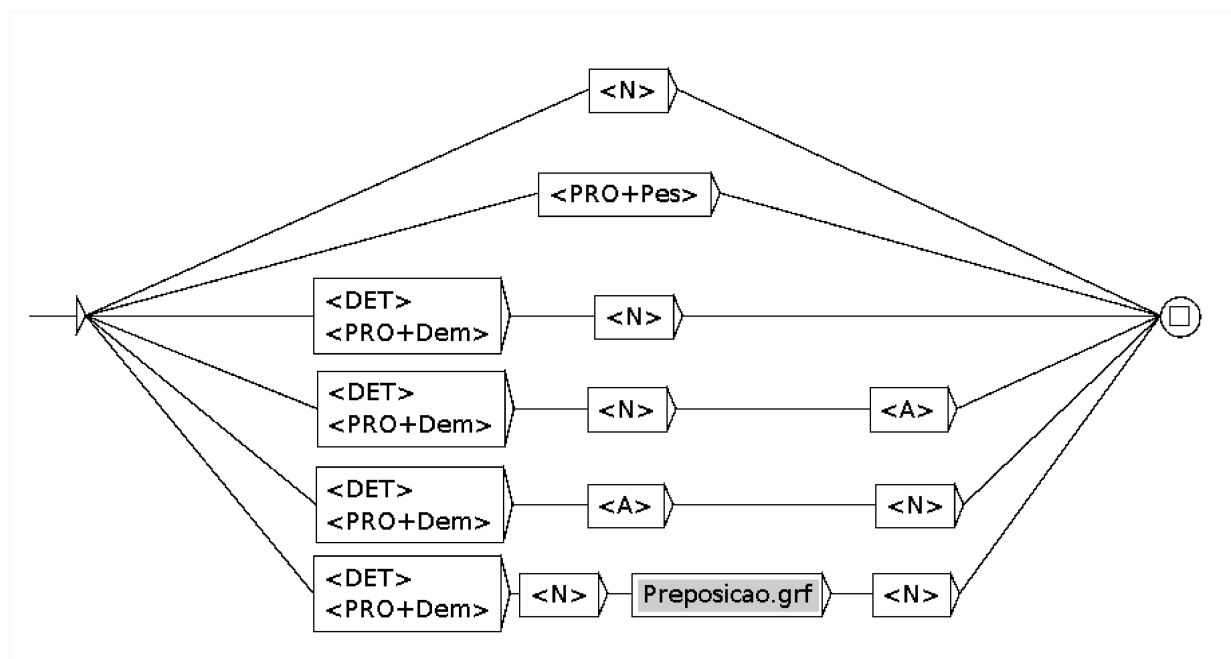 <N>
<PRO+Pes>
<DET>
<PRO+Dem>
<N>
<DET>
<PRO+Dem>
<N>
<A>
<DET>
<PRO+Dem>
<A>
<N>
<DET>
<PRO+Dem>
<N>
Preposicao.grf
<N>